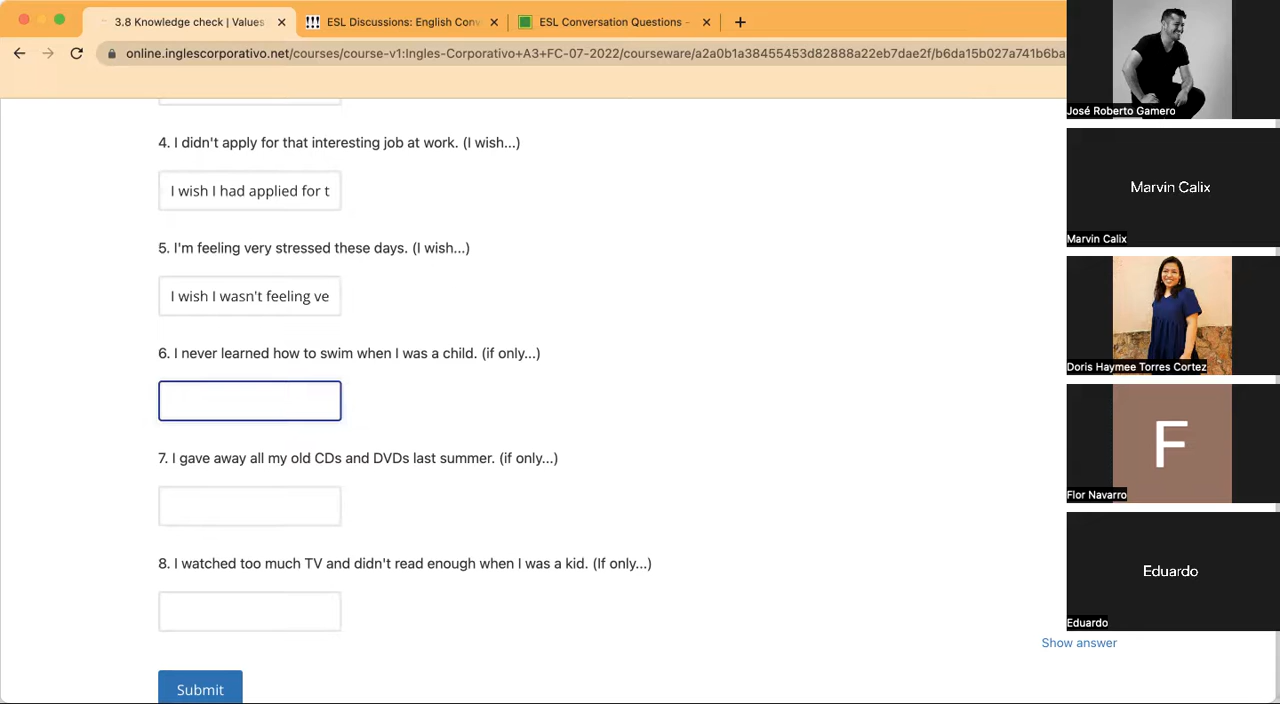 3.8 Knowledge check | Values
ESL Discussions: English Conv
ESL Conversation Questions -
online.inglescorporativo.net/courses/course-v1:Ingles-Corporativo+A3+FC-07-2022/courseware/a2a0b1a38455453d82888a22eb7dae2f/b6da15b027a741b6ba
4. I didn't apply for that interesting job at work. (I wish...)
I wish I had applied for t
5. I'm feeling very stressed these days. (I wish...)
I wish I wasn't feeling ve
6. I never learned how to swim when I was a child. (if only...)
7. I gave away all my old CDs and DVDs last summer. (if only...)
8. I watched too much TV and didn't read enough when I was a kid. (If only...)
Show answer
Submit
José Roberto Gamero
Marvin Calix
Marvin Calix
Doris Haymee Torres Cortez
F
Flor Navarro
Eduardo
Eduardo